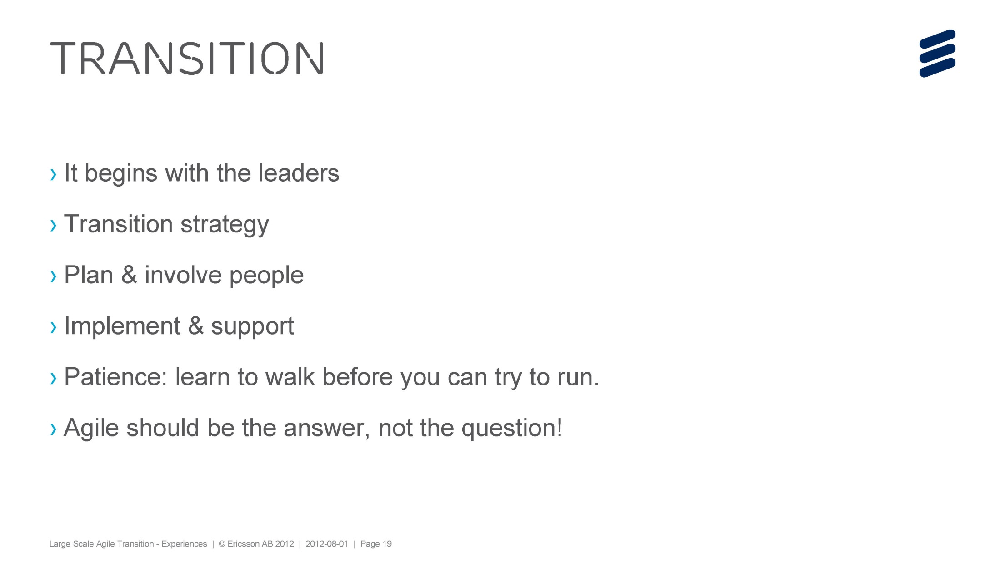 TRANSITION
› It begins with the leaders
› Transition strategy
› Plan & involve people
› Implement & support
› Patience: learn to walk before you can try to run.
› Agile should be the answer, not the question!
Large Scale Agile Transition - Experiences | © Ericsson AB 2012 | 2012-08-01 | Page 19